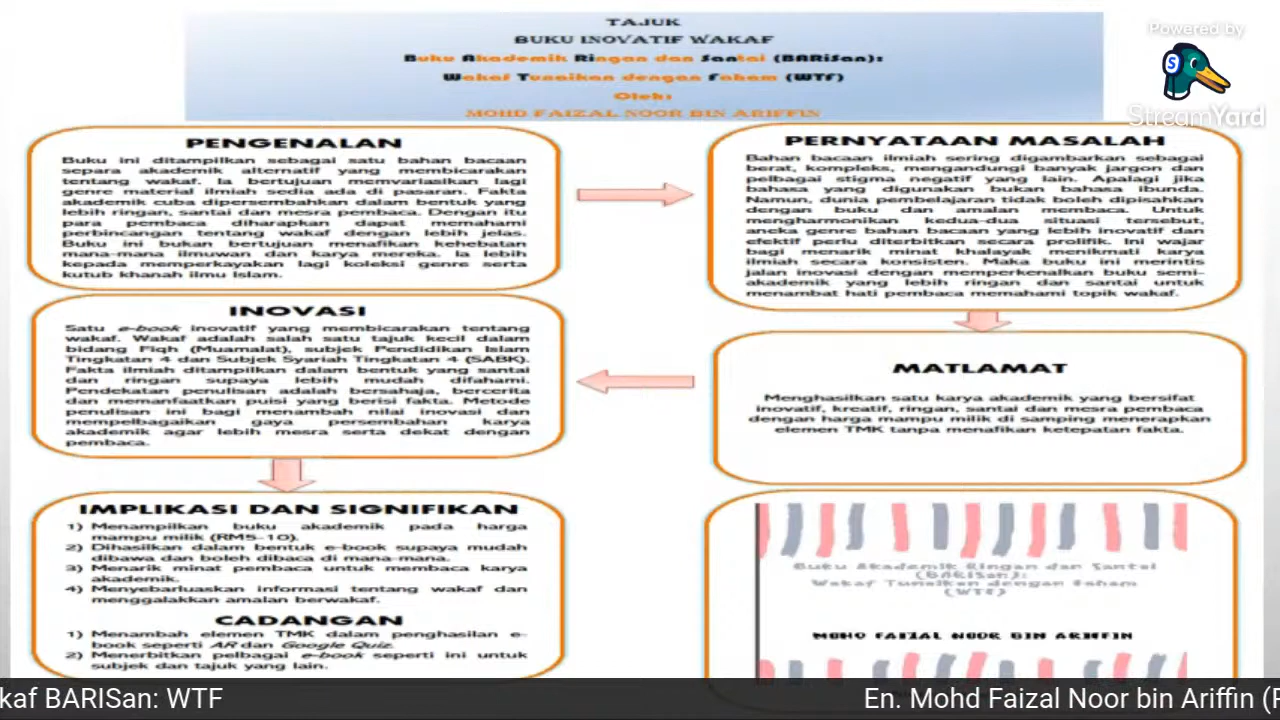 TAJUK
BUKU INOVATIF WAKAF
Buku Akademik Ringan dan Santai (BARiSan):
Wakaf Tunaikan dengan Faham (WTF)
Oleh:
MOHD FAIZAL NOOR BIN ARIFFIN
Powered by
StreamYard
PENGENALAN
Buku ini ditampilkan sebagai satu bahan bacaan
separa akademik alternatif yang membicarakan
tentang wakaf. Ia bertujuan memvariasikan lagi
genre material ilmiah sedia ada di pasaran. Fakta
akademik cuba dipersembahkan dalam bentuk yang
lebih ringan, santai dan mesra pembaca. Dengan itu
para pembaca diharapkan dapat memahami
perbincangan tentang wakaf dengan lebih jelas.
Buku ini bukan bertujuan menafikan kehebatan
mana-mana ilmuwan dan karya mereka. Ia lebih
kepada memperkayakan lagi koleksi genre serta
kutub khanah ilmu Islam.
PERNYATAAN MASALAH
Bahan bacaan ilmiah sering digambarkan sebagai
berat, kompleks, mengandungi banyak jargon dan
pelbagai stigma negatif yang lain. Apalagi jika
bahasa yang digunakan bukan bahasa ibunda.
Namun, dunia pembelajaran tidak boleh dipisahkan
dengan buku dan amalan membaca. Untuk
mengharmonikan kedua-dua situasi tersebut,
aneka genre bahan bacaan yang lebih inovatif dan
efektif perlu diterbitkan secara prolifik. Ini wajar
bagi menarik minat khalayak menikmati karya
ilmiah secara konsisten. Maka buku ini merintis
jalan inovasi dengan memperkenalkan buku semi-
akademik yang lebih ringan dan santai untuk
menambat hati pembaca memahami topik wakaf.
MATLAMAT
Menghasilkan satu karya akademik yang bersifat
inovatif, kreatif, ringan, santai dan mesra pembaca
dengan harga mampu milik di samping menerapkan
elemen TMK tanpa menafikan ketepatan fakta.
INOVASI
Satu e-book inovatif yang membicarakan tentang
wakaf. Wakaf adalah salah satu tajuk kecil dalam
bidang Fiqh (Muamalat), subjek Pendidikan Islam
Tingkatan 4 dan Subjek Syariah Tingkatan 4 (SABK).
Fakta ilmiah ditampilkan dalam bentuk yang santai
dan ringan supaya lebih mudah difahami.
Pendekatan penulisan adalah bersahaja, bercerita
dan memanfaatkan puisi yang berisi fakta. Metode
penulisan ini bagi menambah nilai inovasi dan
mempelbagaikan gaya persembahan karya
akademik agar lebih mesra serta dekat dengan
pembaca.
IMPLIKASI DAN SIGNIFIKAN
1) Menampilkan buku akademik pada harga
mampu milik (RM5-10).
2) Dihasilkan dalam bentuk e-book supaya mudah
dibawa dan boleh dibaca di mana-mana.
3) Menarik minat pembaca untuk membaca karya
akademik.
4) Menyebarluaskan informasi tentang wakaf dan
menggalakkan amalan berwakaf.
CADANGAN
1) Menambah elemen TMK dalam penghasilan e-
book seperti AR dan Google Quiz.
2) Menerbitkan pelbagai e-book seperti ini untuk
subjek dan tajuk yang lain.
Buku Akademik Ringan dan Santai
(BARiSan):
Wakaf Tunaikan dengan Faham
(WTF)
MOHD FAIZAL NOOR BIN ARIFFIN
kaf BARISan: WTF
En. Mohd Faizal Noor bin Ariffin (P